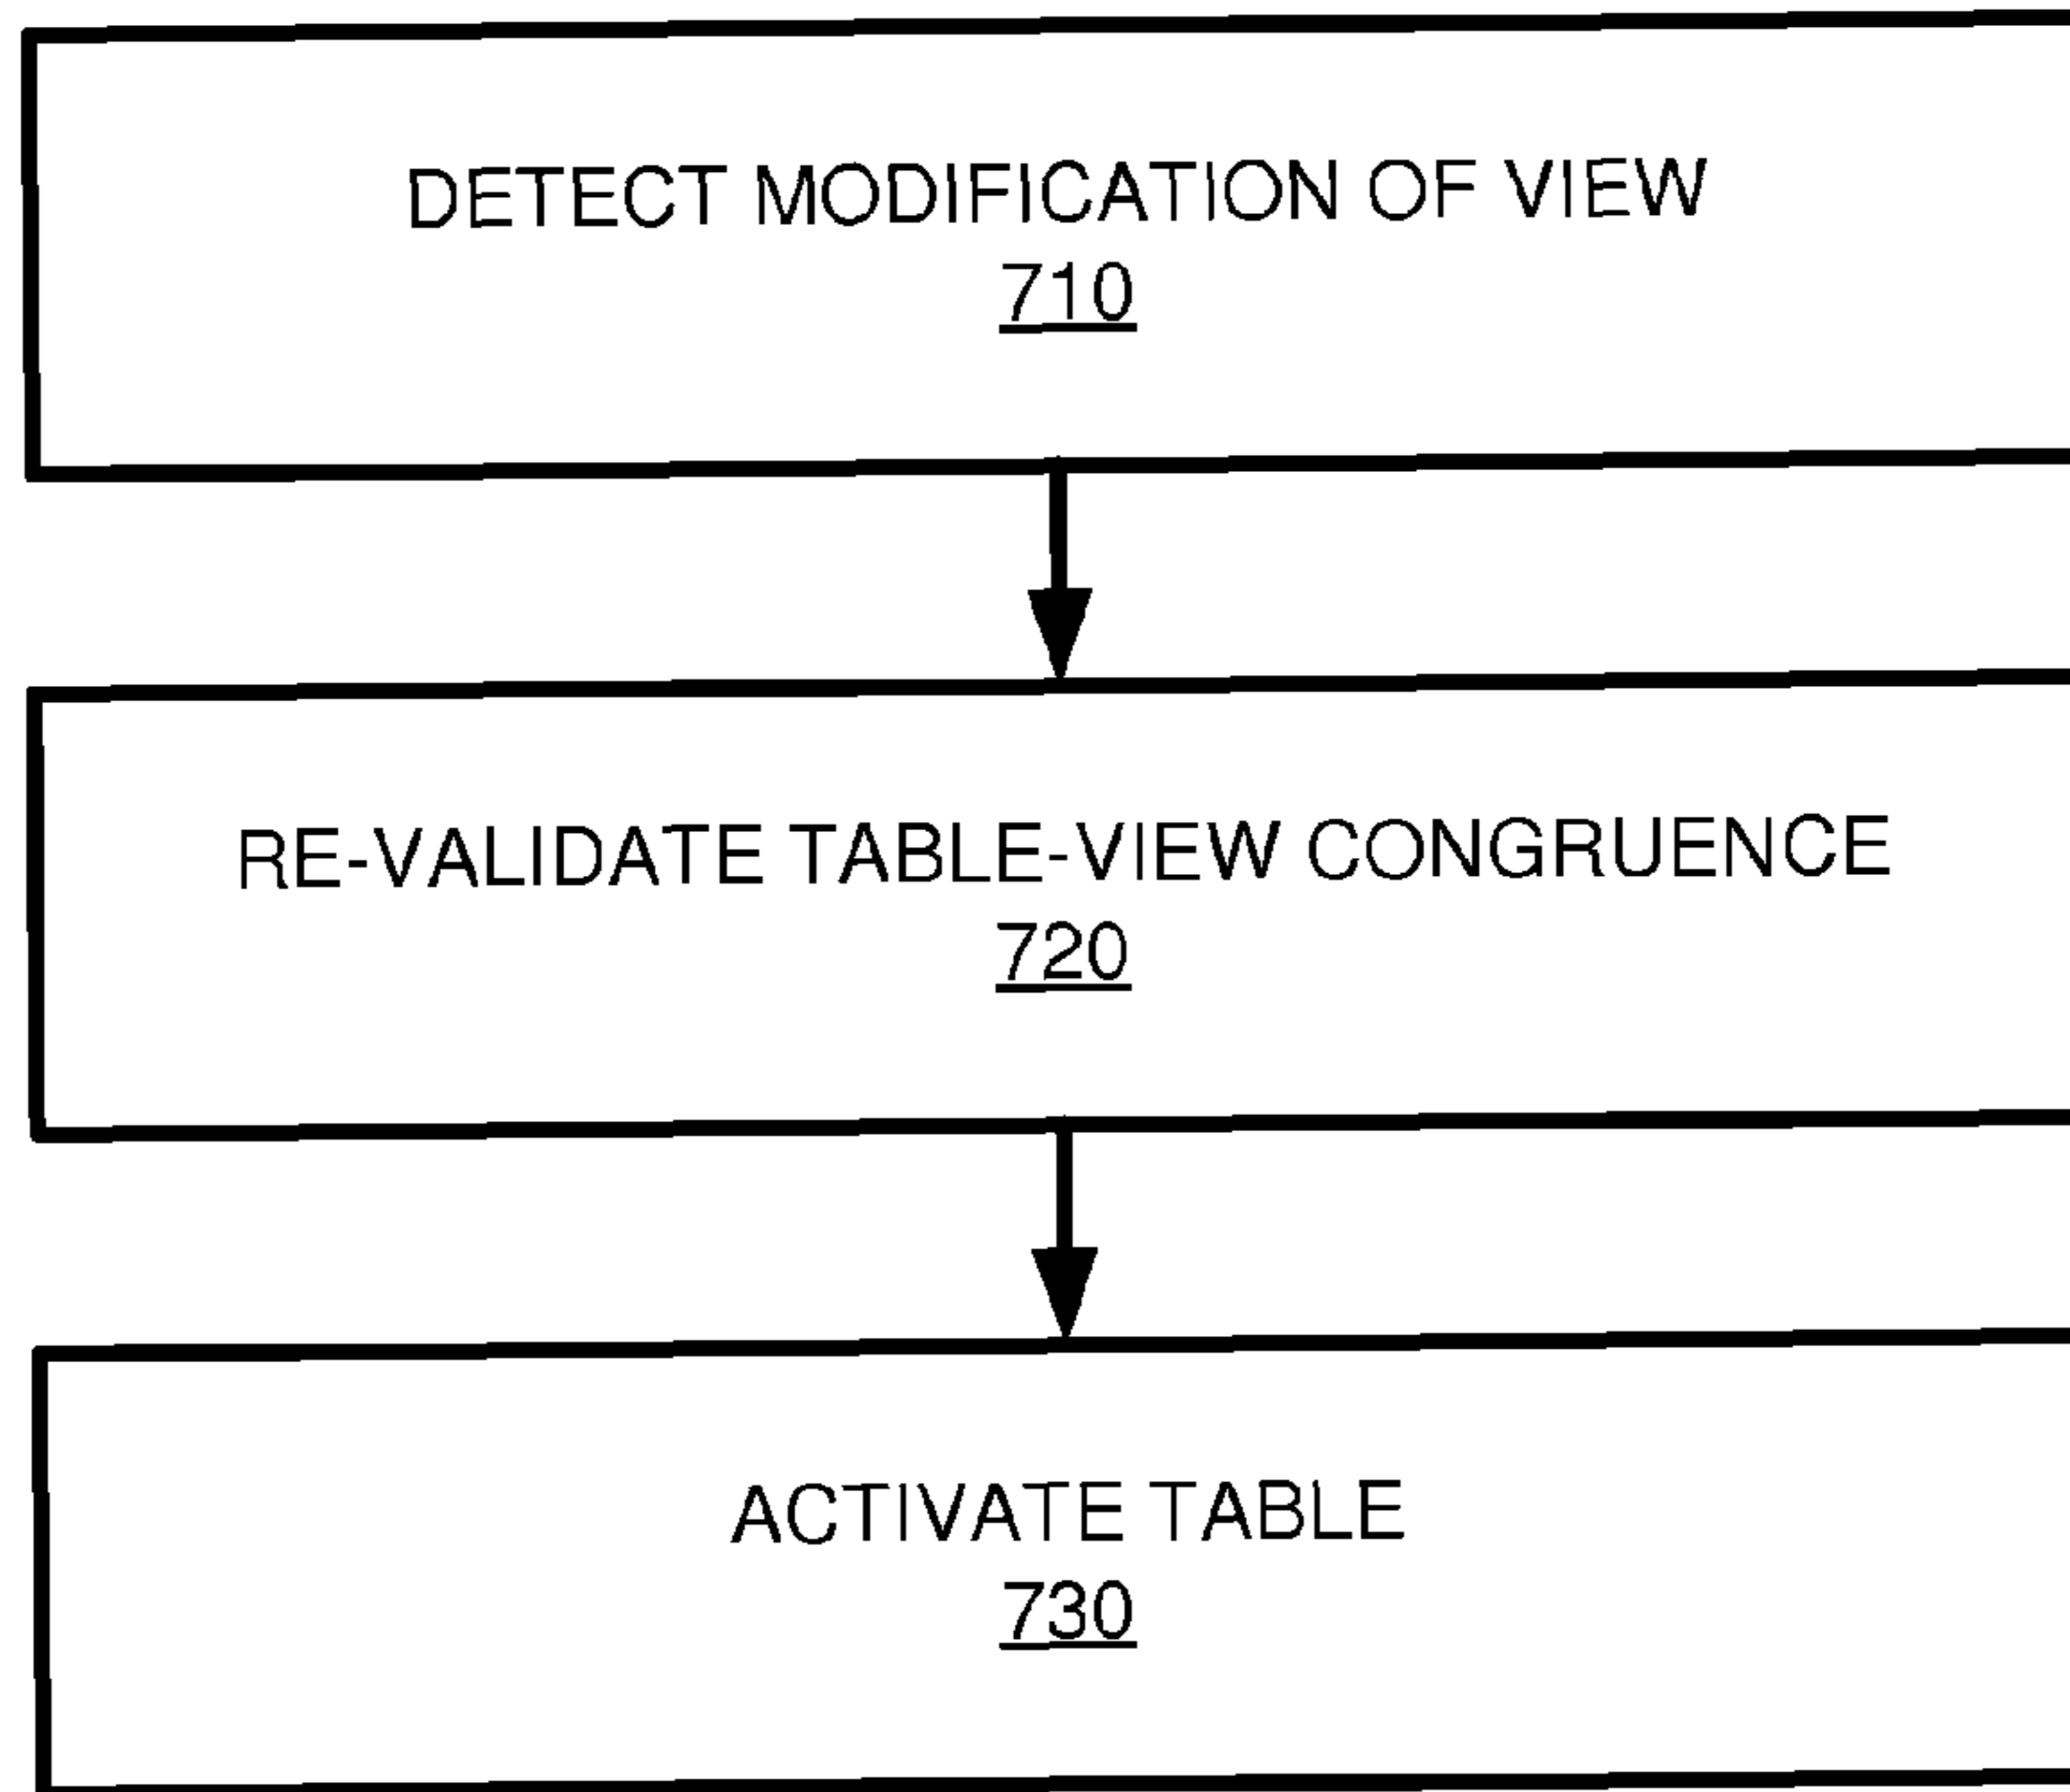 DETECT MODIFICATION OF VIEW
710
RE-VALIDATE TABLE-VIEW CONGRUENCE
720
ACTIVATE TABLE
730